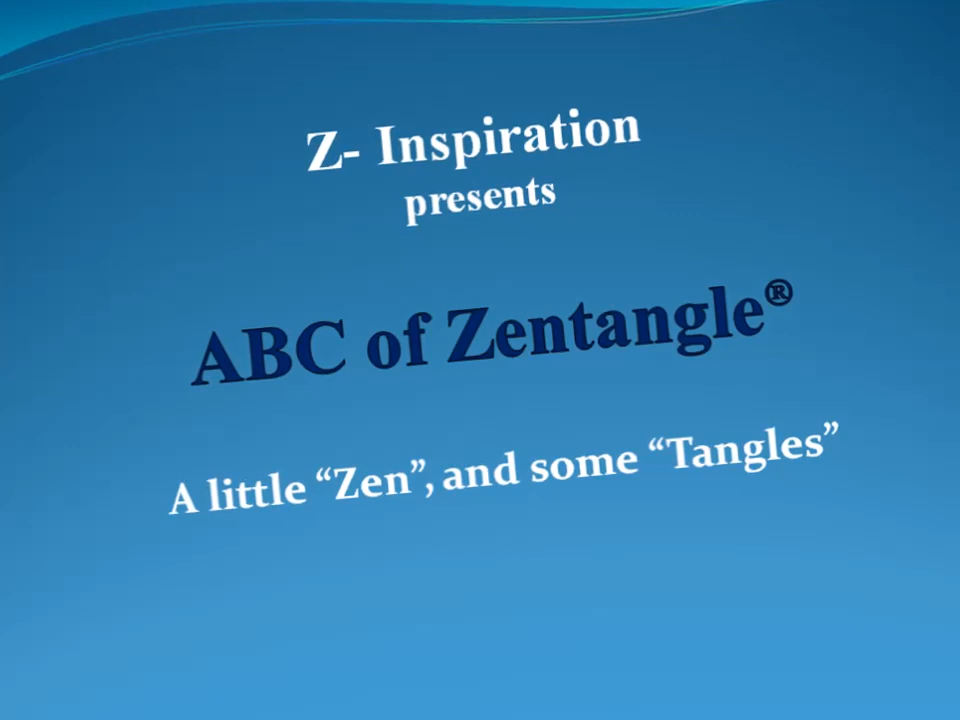 Z- Inspiration
presents
ABC of Zentangle®
A little “Zen”, and some “Tangles”